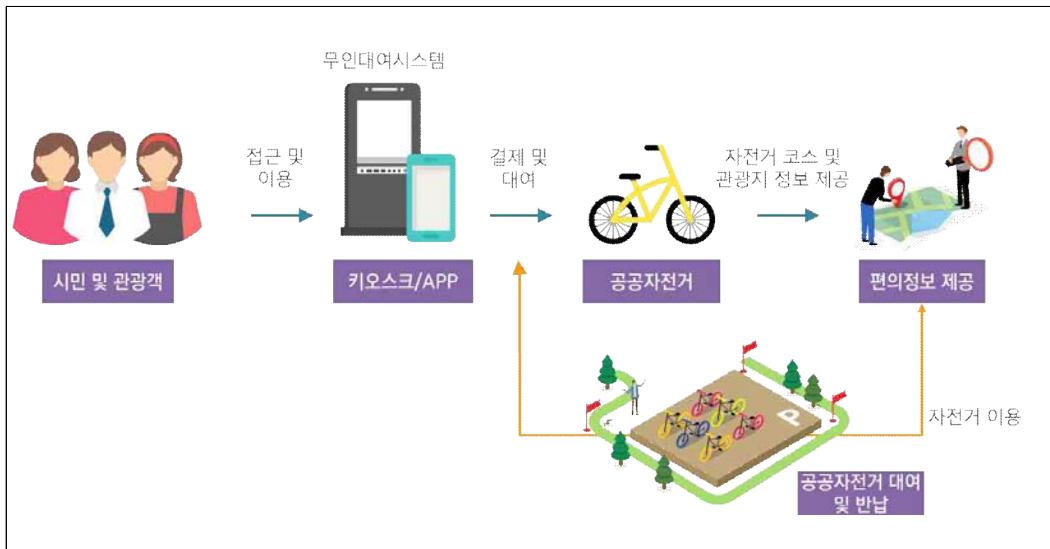 무인대여시스템
접근 및
이용
결제 및
대여
자전거 코스 및
관광지 정보 제공
시민 및 관광객
키오스크/APP
공공자전거
편의정보 제공
P
자전거 이용
공공자전거 대여
및 반납